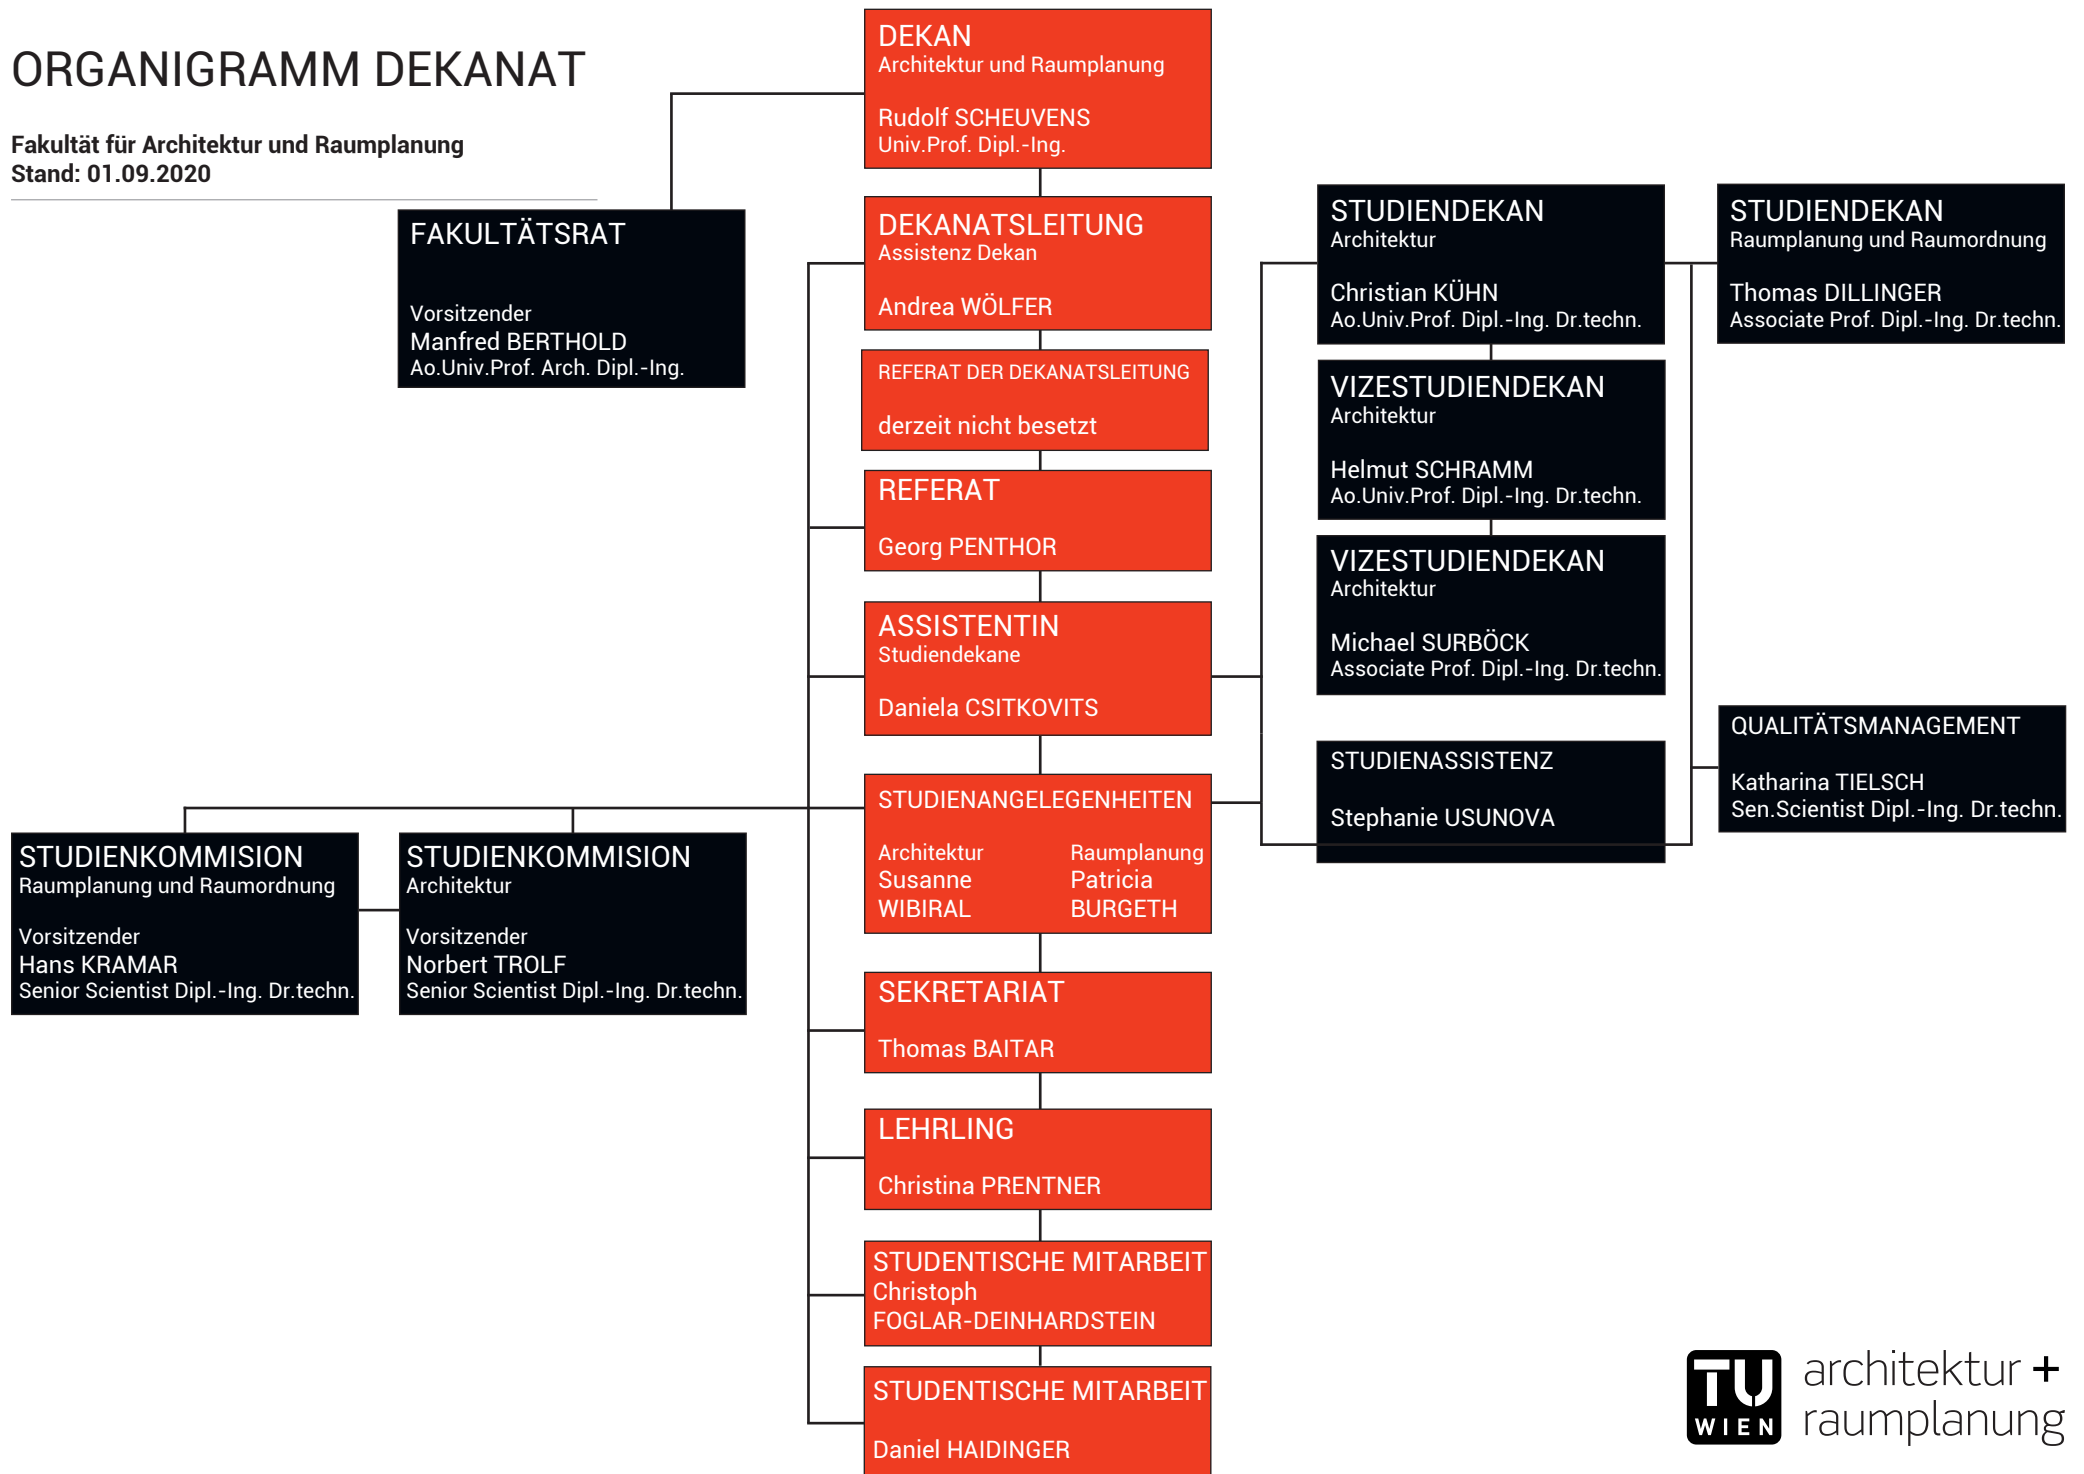 ORGANIGRAMM DEKANAT
Fakultät für Architektur und Raumplanung
Stand: 01.09.2020
DEKAN
Architektur und Raumplanung
Rudolf SCHEUVENS
Univ.Prof. Dipl.-Ing.
FAKULTÄTSRAT
Vorsitzender
Manfred BERTHOLD
Ao.Univ.Prof. Arch. Dipl.-Ing.
DEKANATSLEITUNG
Assistenz Dekan
Andrea WÖLFER
REFERAT DER DEKANATSLEITUNG
derzeit nicht besetzt
REFERAT
Georg PENTHOR
ASSISTENTIN
Studiendekane
Daniela CSITKOVITS
STUDIENANGELEGENHEITEN
Architektur
Susanne
WIBIRAL
Raumplanung
Patricia
BURGETH
SEKRETARIAT
Thomas BAITAR
LEHRLING
Christina PRENTNER
STUDENTISCHE MITARBEIT
Christoph
FOGLAR-DEINHARDSTEIN
STUDENTISCHE MITARBEIT
Daniel HAIDINGER
STUDIENDEKAN
Architektur
Christian KÜHN
Ao.Univ.Prof. Dipl.-Ing. Dr.techn.
VIZESTUDIENDEKAN
Architektur
Helmut SCHRAMM
Ao.Univ.Prof. Dipl.-Ing. Dr.techn.
VIZESTUDIENDEKAN
Architektur
Michael SURBÖCK
Associate Prof. Dipl.-Ing. Dr.techn.
STUDIENASSISTENZ
Stephanie USUNOVA
STUDIENDEKAN
Raumplanung und Raumordnung
Thomas DILLINGER
Associate Prof. Dipl.-Ing. Dr.techn.
QUALITÄTSMANAGEMENT
Katharina TIELSCH
Sen.Scientist Dipl.-Ing. Dr.techn.
STUDIENKOMMISION
Raumplanung und Raumordnung
Vorsitzender
Hans KRAMAR
Senior Scientist Dipl.-Ing. Dr.techn.
STUDIENKOMMISION
Architektur
Vorsitzender
Norbert TROLF
Senior Scientist Dipl.-Ing. Dr.techn.
TU
WIEN
architektur +
raumplanung